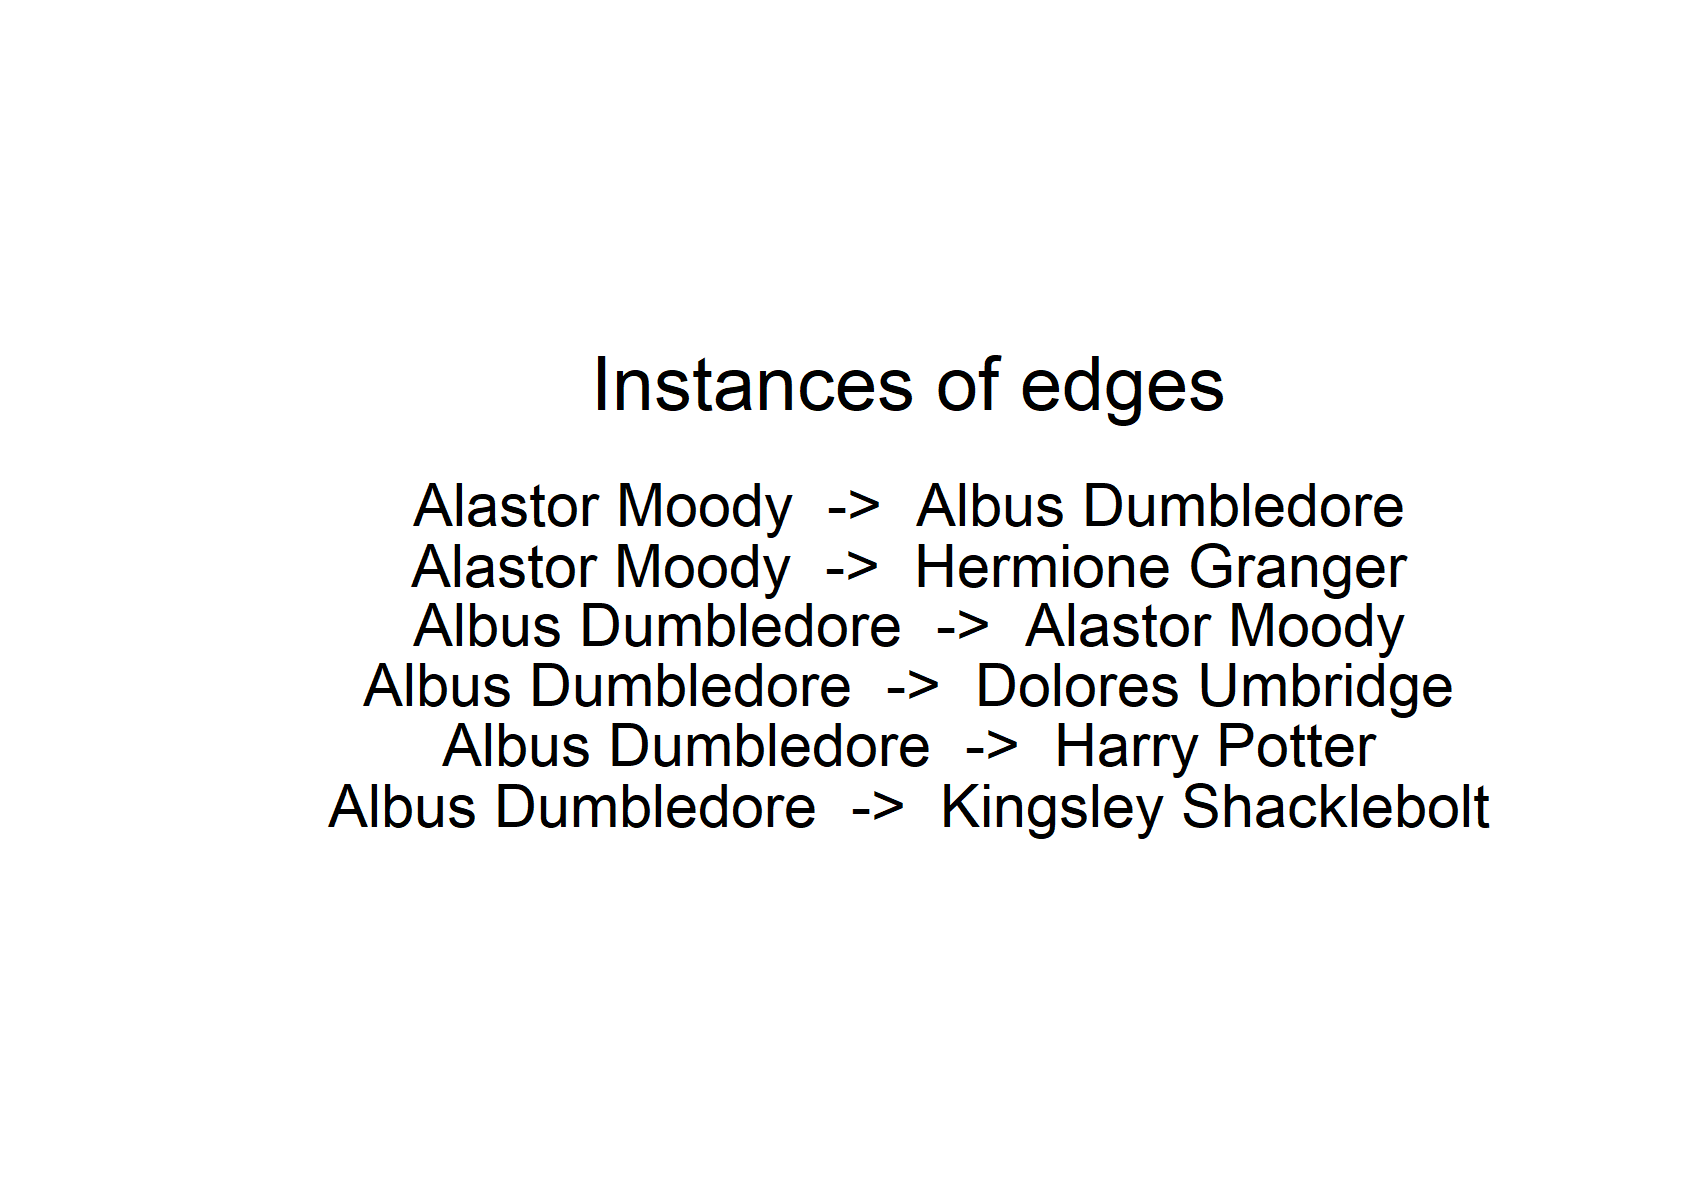 Instances of edges
Alastor Moody -> Albus Dumbledore
Alastor Moody -> Hermione Granger
Albus Dumbledore -> Alastor Moody
Albus Dumbledore -> Dolores Umbridge
Albus Dumbledore -> Harry Potter
Albus Dumbledore -> Kingsley Shacklebolt